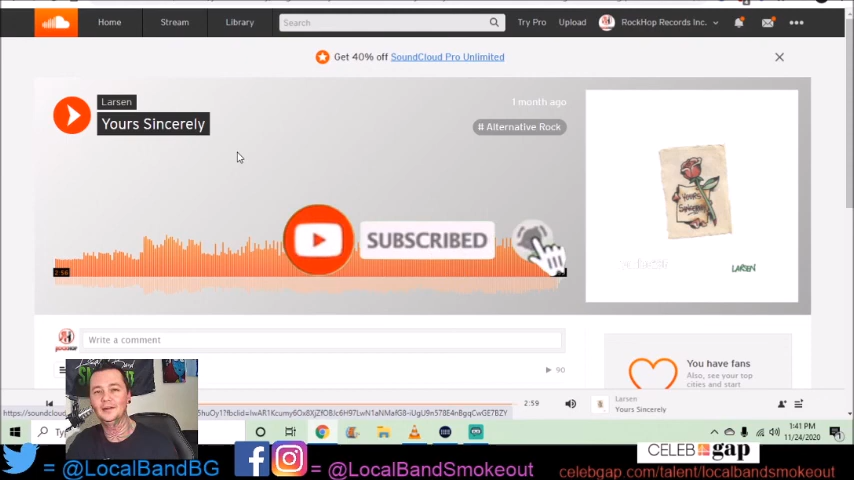 Home
Stream
Library
Search
Try Pro
Upload
RockHop Records Inc.
Get 40% off SoundCloud Pro Unlimited
Larsen
1 month ago
Yours Sincerely
# Alternative Rock
SUBSCRIBED
2:56
LARSEN
Write a comment
90
You have fans
Also, see your top
cities and start
2:59
Larsen
Yours Sincerely
1:41 PM
11/24/2020
CELEB gap
= @LocalBandBG
= @LocalBandSmokeout
celebgap.com/talent/localbandsmokeout